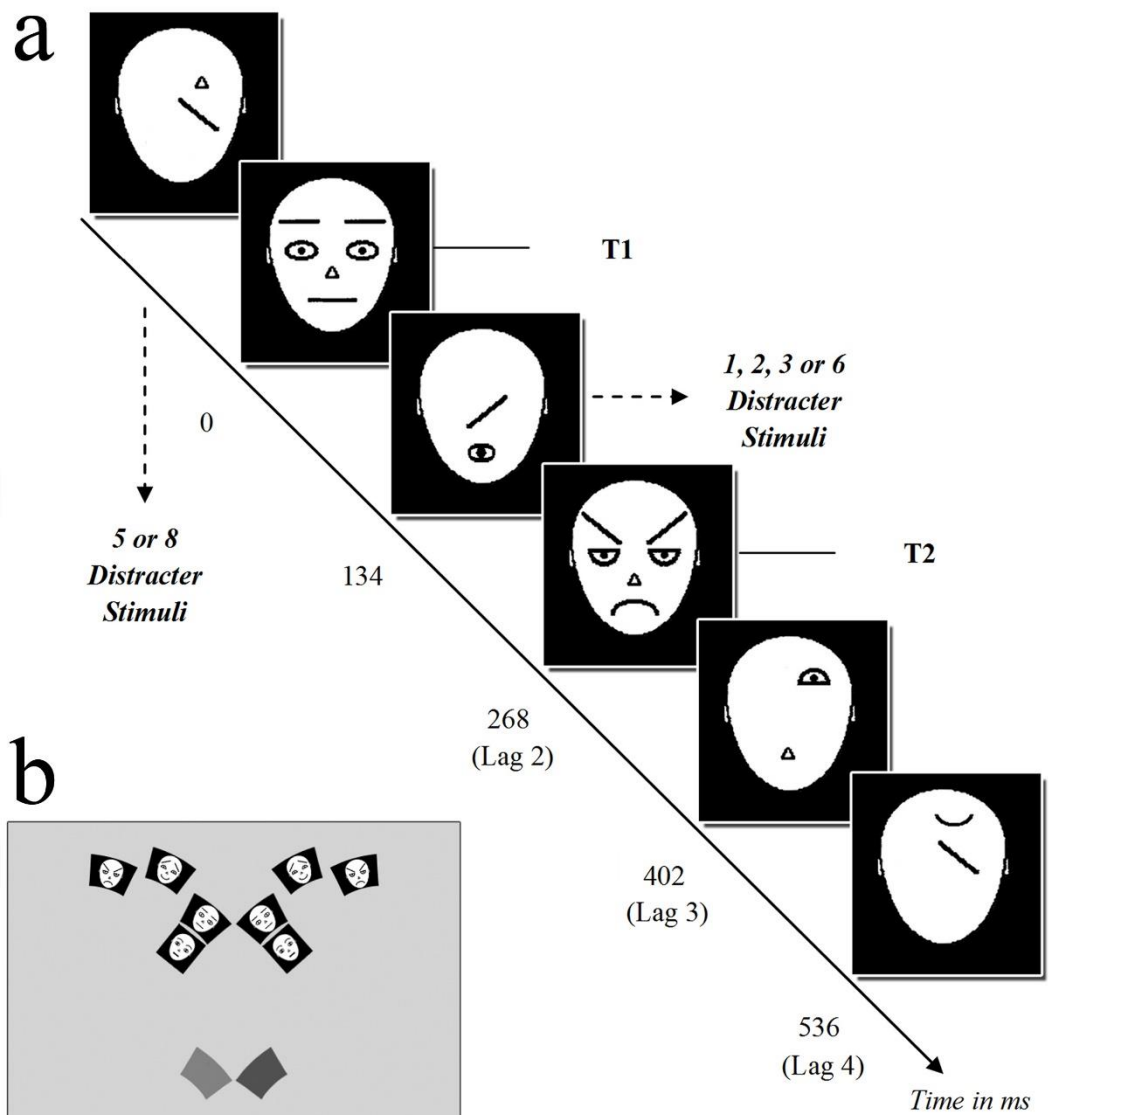 a
T1
1, 2, 3 or 6
Distracter
Stimuli
0
5 or 8
Distracter
Stimuli
134
T2
268
(Lag 2)
b
402
(Lag 3)
536
(Lag 4)
Time in ms